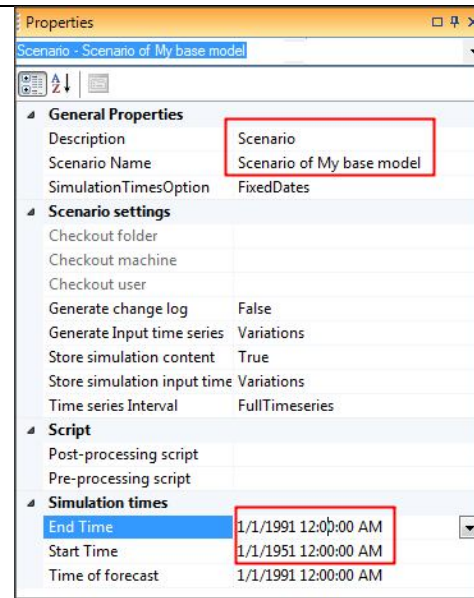 Properties
Scenario - Scenario of My base model
General Properties
Description Scenario
Scenario Name Scenario of My base model
SimulationTimesOption FixedDates
Scenario settings
Checkout folder
Checkout machine
Checkout user
Generate change log False
Generate Input time series Variations
Store simulation content True
Store simulation input time Variations
Time series Interval FullTimeseries
Script
Post-processing script
Pre-processing script
Simulation times
End Time 1/1/1991 12:00:00 AM
Start Time 1/1/1951 12:00:00 AM
Time of forecast 1/1/1991 12:00:00 AM